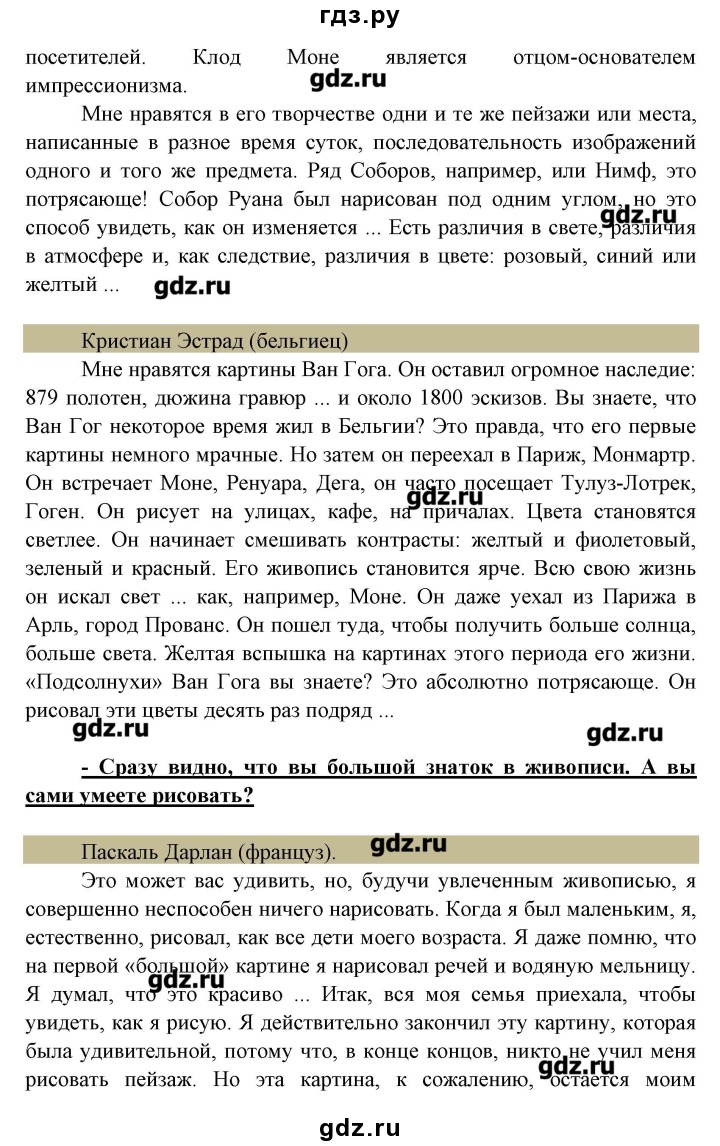 гдз.ру
посетителей. Клод Моне является отцом-основателем
импрессионизма.
gdz.ru
Мне нравятся в его творчестве одни и те же пейзажи или места,
написанные в разное время суток, последовательность изображений
одного и того же предмета. Ряд Соборов, например, или Нимф, это
потрясающе! Собор Руана был нарисован под одним углом, но это
gdz.ru
способ увидеть, как он изменяется ... Есть различия в свете, различия
в атмосфере и, как следствие, различия в цвете: розовый, синий или
желтый ...
gdz.ru
Кристиан Эстрад (бельгиец)
Мне нравятся картины Ван Гога. Он оставил огромное наследие:
879 полотен, дюжина гравюр ... и около 1800 эскизов. Вы знаете, что
Ван Гог некоторое время жил в Бельгии? Это правда, что его первые
картины немного мрачные. Но затем он переехал в Париж, Монмартр.
Он встречает Моне, Ренуара, Дега, он часто посещает Тулуз-Лотрек,
gdz.ru
Гоген. Он рисует на улицах, кафе, на причалах. Цвета становятся
светлее. Он начинает смешивать контрасты: желтый и фиолетовый,
зеленый и красный. Его живопись становится ярче. Всю свою жизнь
он искал свет ... как, например, Моне. Он даже уехал из Парижа в
Арль, город Прованс. Он пошел туда, чтобы получить больше солнца,
больше света. Желтая вспышка на картинах этого периода его жизни.
«Подсолнухи» Ван Гога вы знаете? Это абсолютно потрясающе. Он
рисовал эти цветы десять раз подряд ...
gdz.ru
gdz.ru
- Сразу видно, что вы большой знаток в живописи. А вы
сами умеете рисовать?
gdz.ru
Паскаль Дарлан (француз).
Это может вас удивить, но, будучи увлеченным живописью, я
совершенно неспособен ничего нарисовать. Когда я был маленьким, я,
естественно, рисовал, как все дети моего возраста. Я даже помню, что
на первой «большой» картине я нарисовал речей и водяную мельницу.
gdz.ru
Я думал, что это красиво ... Итак, вся моя семья приехала, чтобы
увидеть, как я рисую. Я действительно закончил эту картину, которая
была удивительной, потому что, в конце концов, никто не учил меня
gdz.ru
рисовать пейзаж. Но эта картина, к сожалению, остается моим
gdz.ru